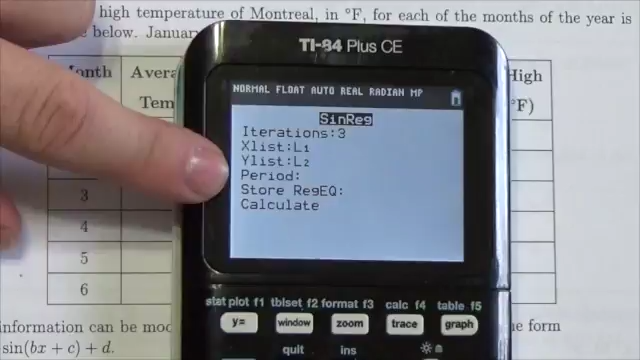 high temperature of Montreal, in °F, for each of the months of the year is
below. Januar
TI-84 Plus CE
Month
Avera
High
Tem
°F)
NORMAL FLOAT AUTO REAL RADIAN MP
SinReg
Iterations:3
Xlist:L₁
Ylist:L₂
Period:
Store RegEQ:
Calculate
3
4
5
6
stat plot f1 tblset f2 format f3 calc f4 table f5
y= window zoom trace graph
information can be mod
e form
sin(bx + c) + d.
quit ins